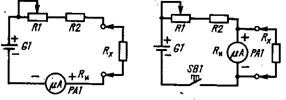 R1 R2
+
G1
−
Rx
− Rи +
μA
PA1
R1 R2
+
G1
−
+
Rи μA PA1
Rx
−
SB1